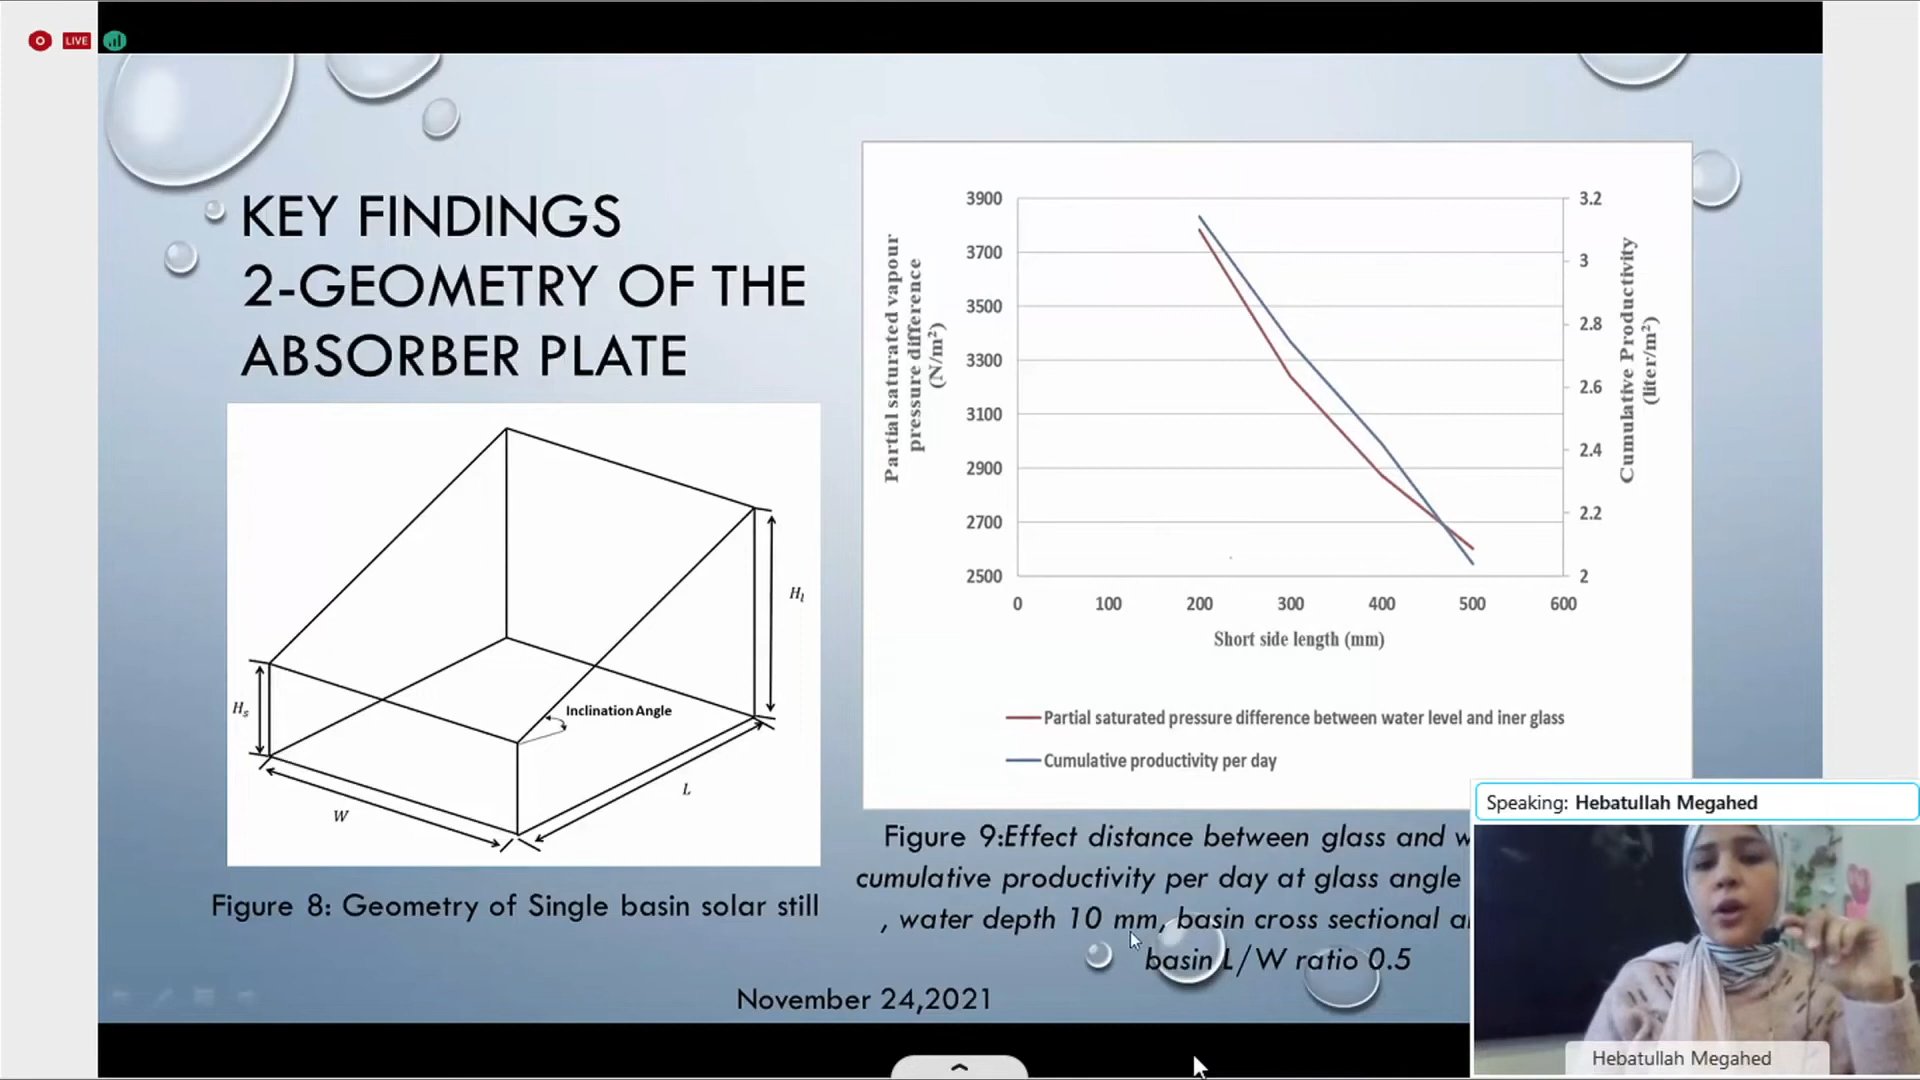 LIVE
KEY FINDINGS
2-GEOMETRY OF THE
ABSORBER PLATE
Hl
Hs
Inclination Angle
L
W
Figure 8: Geometry of Single basin solar still
3900
3700
3500
3300
3100
2900
2700
2500
Partial saturated vapour
pressure difference
(N/m²)
3.2
3
2.8
2.6
2.4
2.2
2
Cumulative Productivity
(liter/m²)
0 100 200 300 400 500 600
Short side length (mm)
Partial saturated pressure difference between water level and iner glass
Cumulative productivity per day
Figure 9:Effect distance between glass and
cumulative productivity per day at glass angle
, water depth 10 mm, basin cross sectional
basin L/W ratio 0.5
November 24,2021
Speaking: Hebatullah Megahed
Hebatullah Megahed